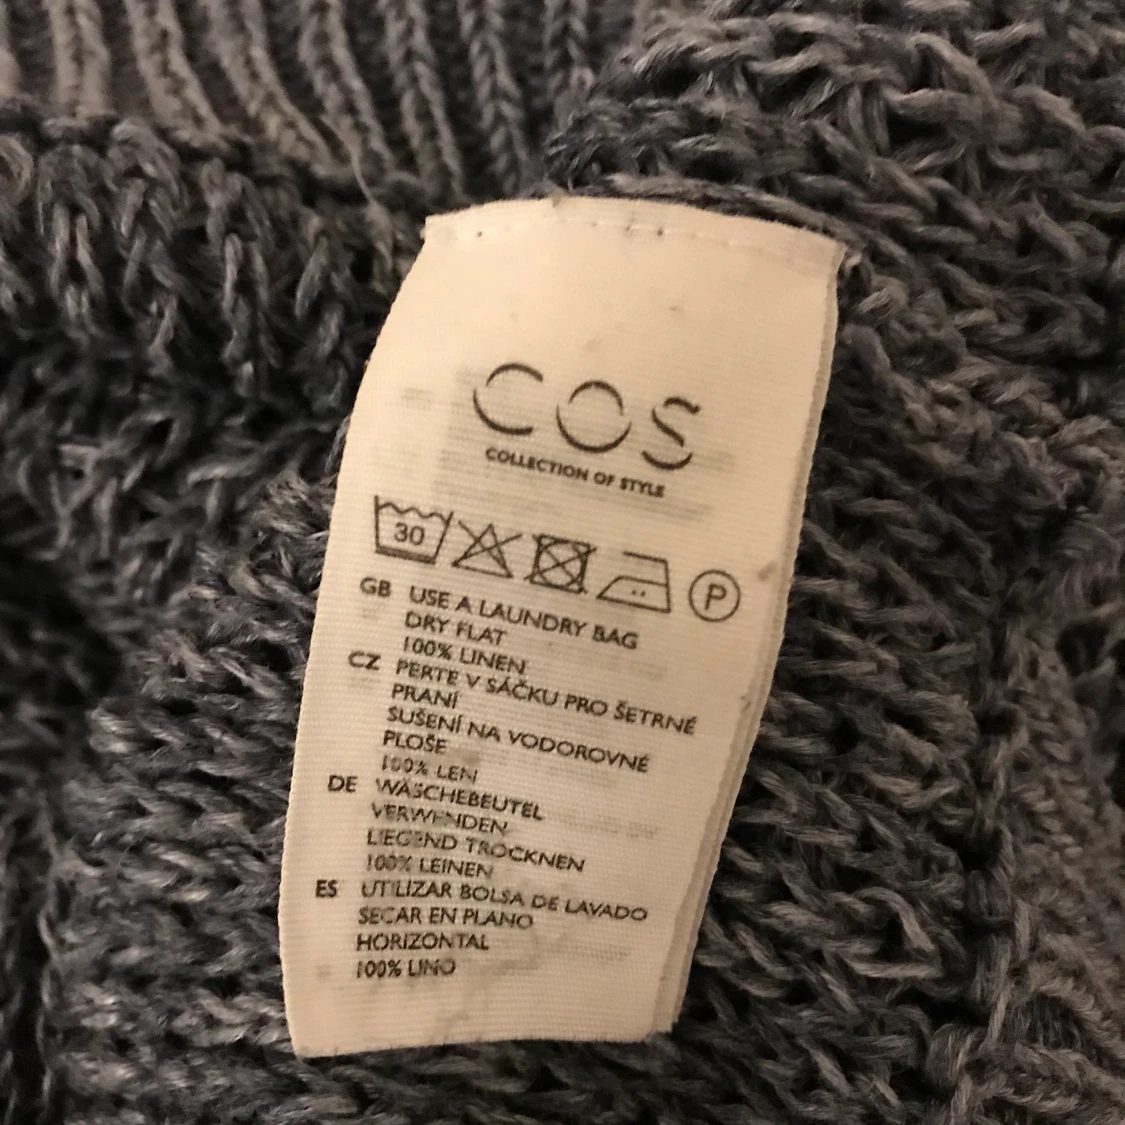 COS
COLLECTION OF STYLE
30 P
GB USE A LAUNDRY BAG
DRY FLAT
100% LINEN
CZ PERTE V SÁČKU PRO ŠETRNÉ
PRANÍ
SUŠENÍ NA VODOROVNÉ
PLOŠE
100% LEN
DE WÄSCHEBEUTEL
VERWENDEN
LIEGEND TROCKNEN
100% LEINEN
ES UTILIZAR BOLSA DE LAVADO
SECAR EN PLANO
HORIZONTAL
100% LINO